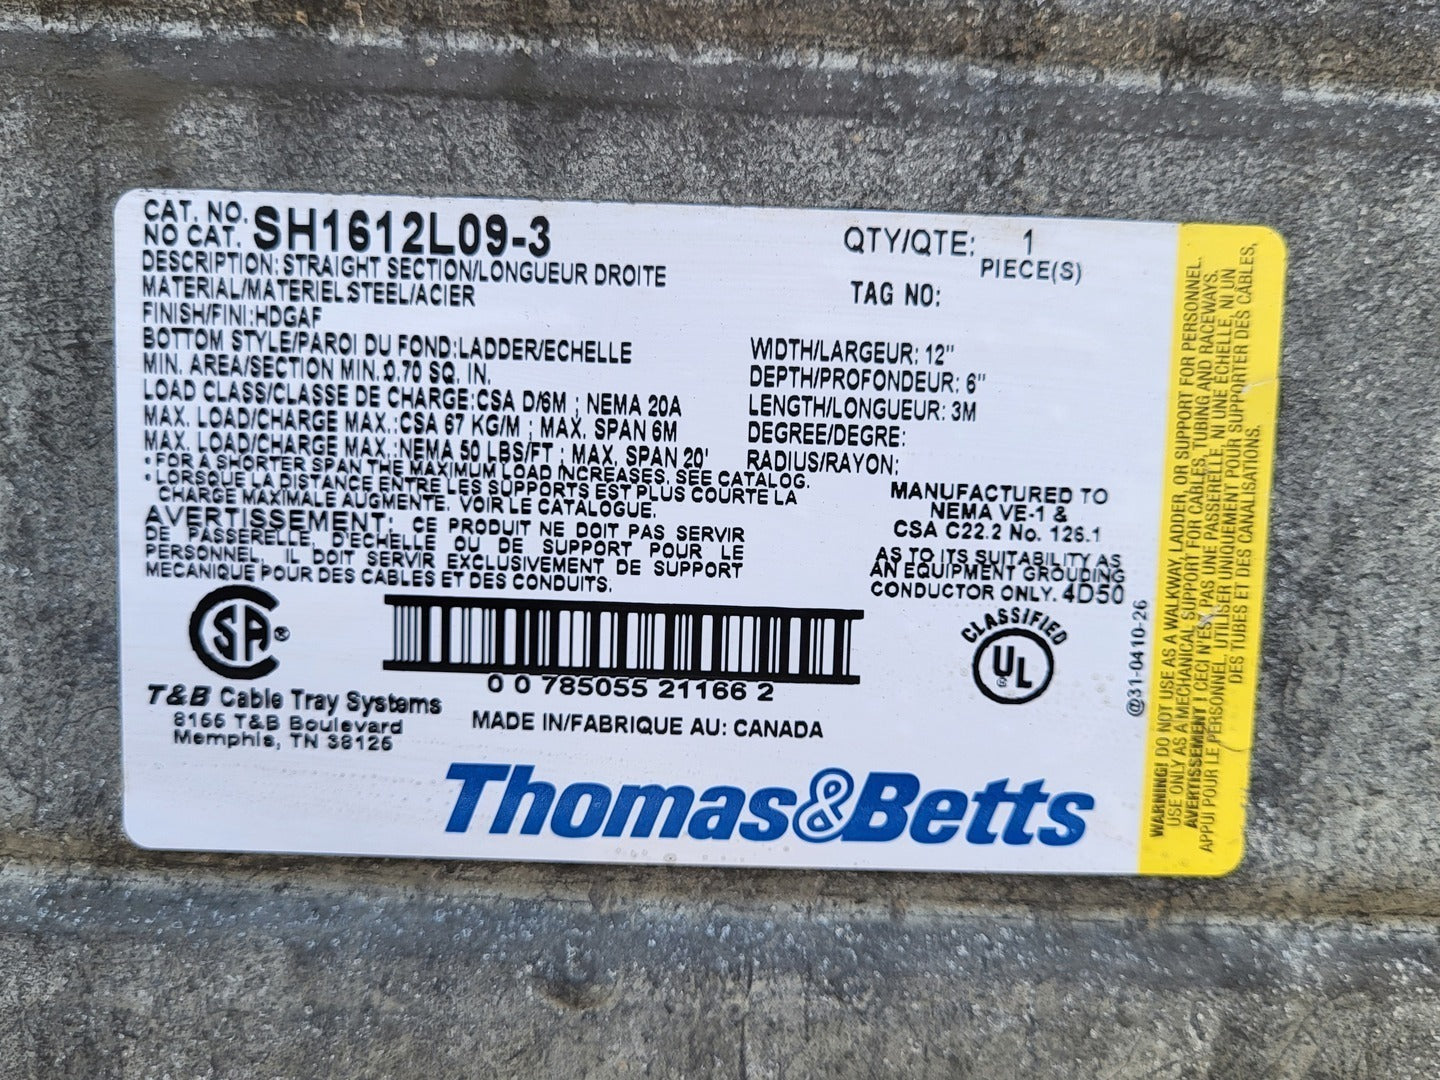 CAT. NO.
NO CAT. SH1612L09-3
DESCRIPTION: STRAIGHT SECTION/LONGUEUR DROITE
MATERIAL/MATERIEL STEEL/ACIER
FINISH/FINI:HDGAF
BOTTOM STYLE/PAROI DU FOND:LADDER/ECHELLE
MIN. AREA/SECTION MIN.:0.70 SQ. IN.
LOAD CLASS/CLASSE DE CHARGE:CSA D/6M ; NEMA 20A
MAX. LOAD/CHARGE MAX.:CSA 67 KG/M ; MAX. SPAN 6M
MAX. LOAD/CHARGE MAX.:NEMA 50 LBS/FT ; MAX. SPAN 20'
• FOR A SHORTER SPAN THE MAXIMUM LOAD INCREASES. SEE CATALOG.
• LORSQUE LA DISTANCE ENTRE LES SUPPORTS EST PLUS COURTE LA
CHARGE MAXIMALE AUGMENTE. VOIR LE CATALOGUE.
AVERTISSEMENT: CE PRODUIT NE DOIT PAS SERVIR
DE PASSERELLE, D'ECHELLE OU DE SUPPORT POUR LE
PERSONNEL. IL DOIT SERVIR EXCLUSIVEMENT DE SUPPORT
MECANIQUE POUR DES CABLES ET DES CONDUITS.
QTY/QTE: 1
PIECE(S)
TAG NO:
WIDTH/LARGEUR: 12"
DEPTH/PROFONDEUR: 6"
LENGTH/LONGUEUR: 3M
DEGREE/DEGRE:
RADIUS/RAYON:
MANUFACTURED TO
NEMA VE-1 &
CSA C22.2 No. 126.1
AS TO ITS SUITABILITY AS
AN EQUIPMENT GROUDING
CONDUCTOR ONLY. 4D50
CLASSIFIED
UL
@31-0410-26
SA ®
0 0 785055 21166 2
T&B Cable Tray Systems
8155 T&B Boulevard
Memphis, TN 38125
MADE IN/FABRIQUE AU: CANADA
Thomas&Betts
WARNING! DO NOT USE AS A WALKWAY, LADDER, OR SUPPORT FOR PERSONNEL.
USE ONLY AS A MECHANICAL SUPPORT FOR CABLES, TUBING AND RACEWAYS.
AVERTISSEMENT! CECI N'EST PAS UNE PASSERELLE, NI UNE ÉCHELLE, NI UN
APPUI POUR LE PERSONNEL. UTILISER UNIQUEMENT POUR SUPPORTER DES CÂBLES,
DES TUBES ET DES CANALISATIONS.